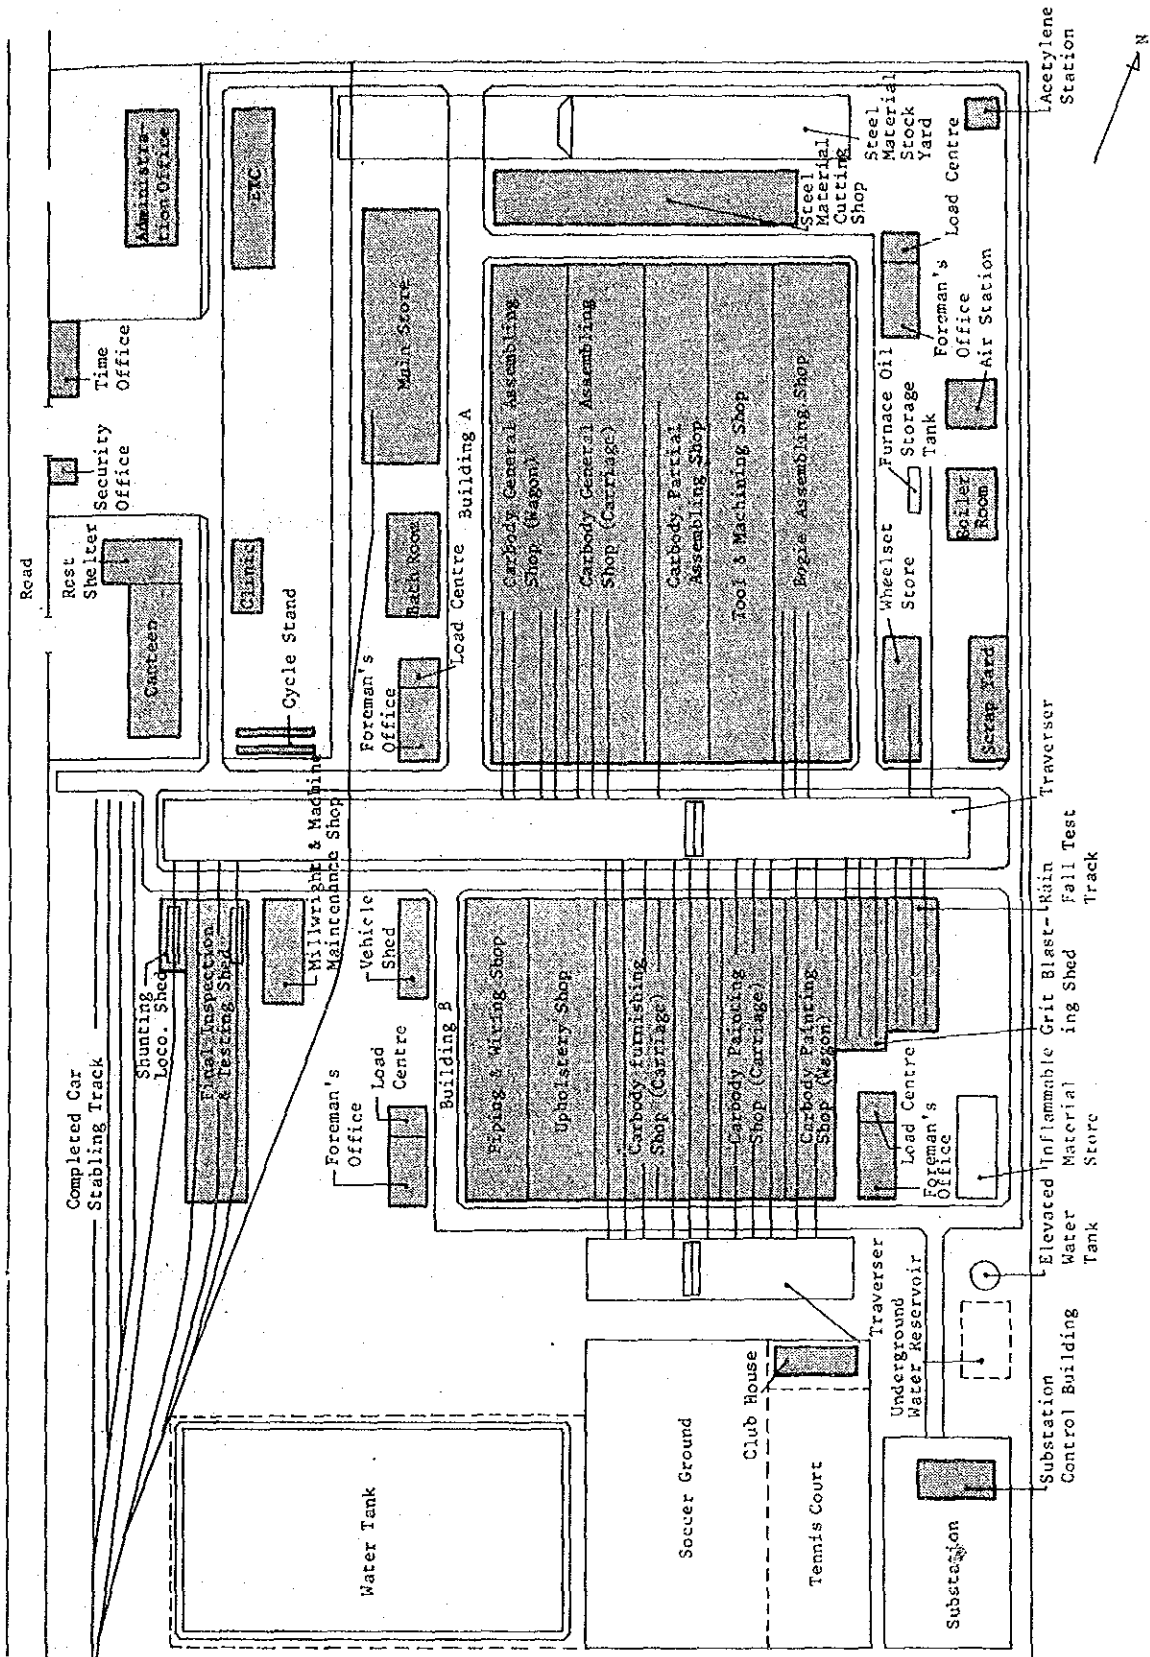 Road
Rest
Shelter
Canteen
Security
Office
Time
Office
Administra-
tion Office
ETC
Clinic
Cycle Stand
Main Store
Bath Room
Load Centre
Foreman's
Office
Building A
Carbody General Assembling
Shop (Wagon)
Carbody General Assembling
Shop (Carriage)
Carbody Partial
Assembling Shop
Tool & Machining Shop
Bogie Assembling Shop
Steel
Material
Cutting
Shop
Steel
Material
Stock
Yard
Load Centre
Foreman's
Office
Air Station
Acetylene
Station
N
Furnace Oil
Storage
Tank
Boiler
Room
Wheelset
Store
Scrap Yard
Traverser
Completed Car
Stabling Track
Shunting
Loco. Shed
Final Inspection
& Testing Shed
Millwright & Machine
Maintenance Shop
Vehicle
Shed
Load
Centre
Foreman's
Office
Building B
Piping & Wiring Shop
Upholstery Shop
Carbody furnishing
Shop (Carriage)
Carbody Painting
Shop (Carriage)
Carbody Painting
Shop (Wagon)
Rain
Fall Test
Track
Grit Blast-
ing Shed
Load Centre
Foreman's
Office
Inflammable
Material
Store
Elevated
Water
Tank
Traverser
Underground
Water Reservoir
Club House
Water Tank
Soccer Ground
Tennis Court
Substation
Substation
Control Building